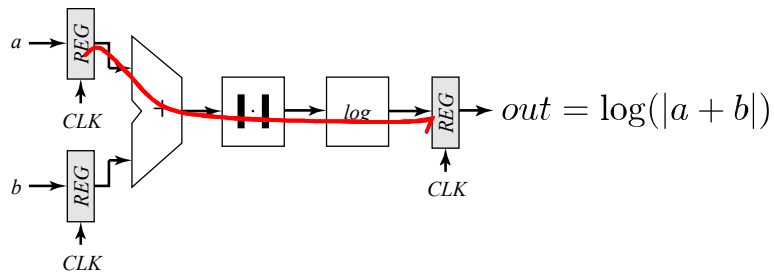 a
REG
CLK
b
REG
CLK
+
|·|
log
REG
CLK
out = log(|a + b|)